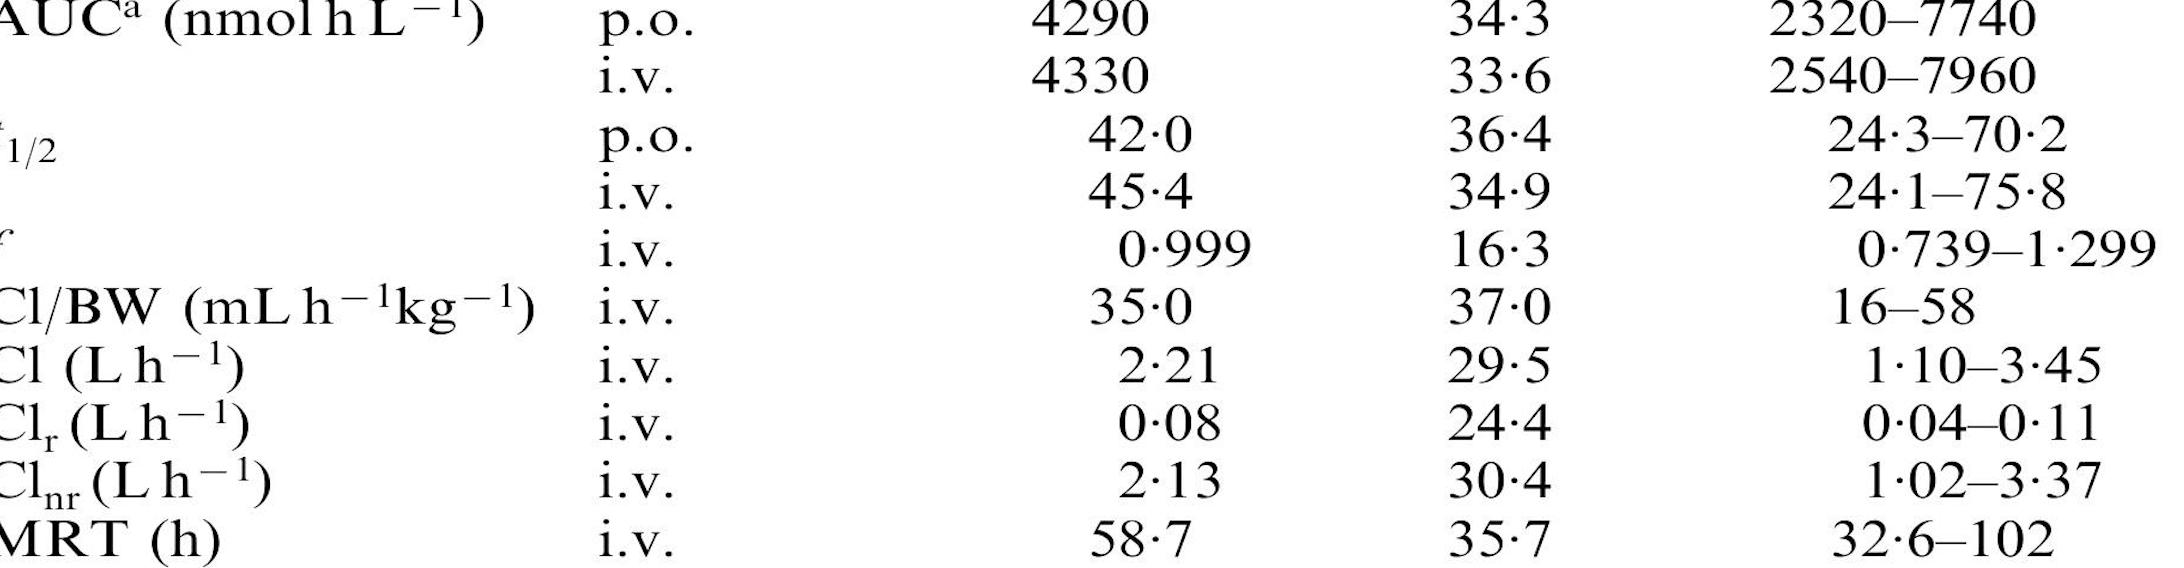 AUCᵃ (nmol h L⁻¹) p.o. 4290 34·3 2320–7740
i.v. 4330 33·6 2540–7960
t1/2 p.o. 42·0 36·4 24·3–70·2
i.v. 45·4 34·9 24·1–75·8
i.v. 0·999 16·3 0·739–1·299
Cl/BW (mL h⁻¹kg⁻¹) i.v. 35·0 37·0 16–58
Cl (L h⁻¹) i.v. 2·21 29·5 1·10–3·45
Clr (L h⁻¹) i.v. 0·08 24·4 0·04–0·11
Clnr (L h⁻¹) i.v. 2·13 30·4 1·02–3·37
MRT (h) i.v. 58·7 35·7 32·6–102